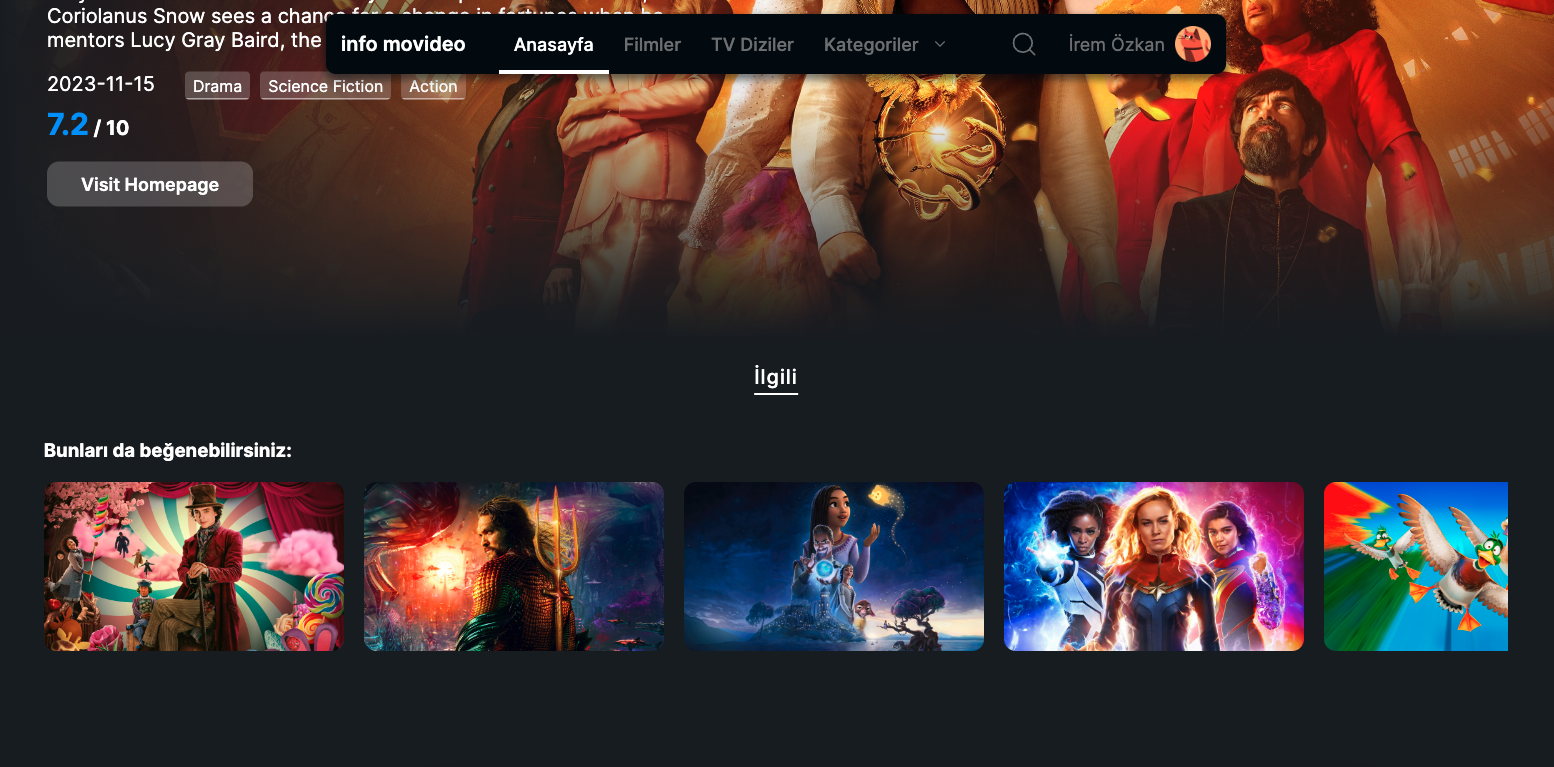 Coriolanus Snow sees a chance for a change in fortunes when he
mentors Lucy Gray Baird, the
info movideo
Anasayfa
Filmler
TV Diziler
Kategoriler
İrem Özkan
2023-11-15
Drama
Science Fiction
Action
7.2 / 10
Visit Homepage
İlgili
Bunları da beğenebilirsiniz: